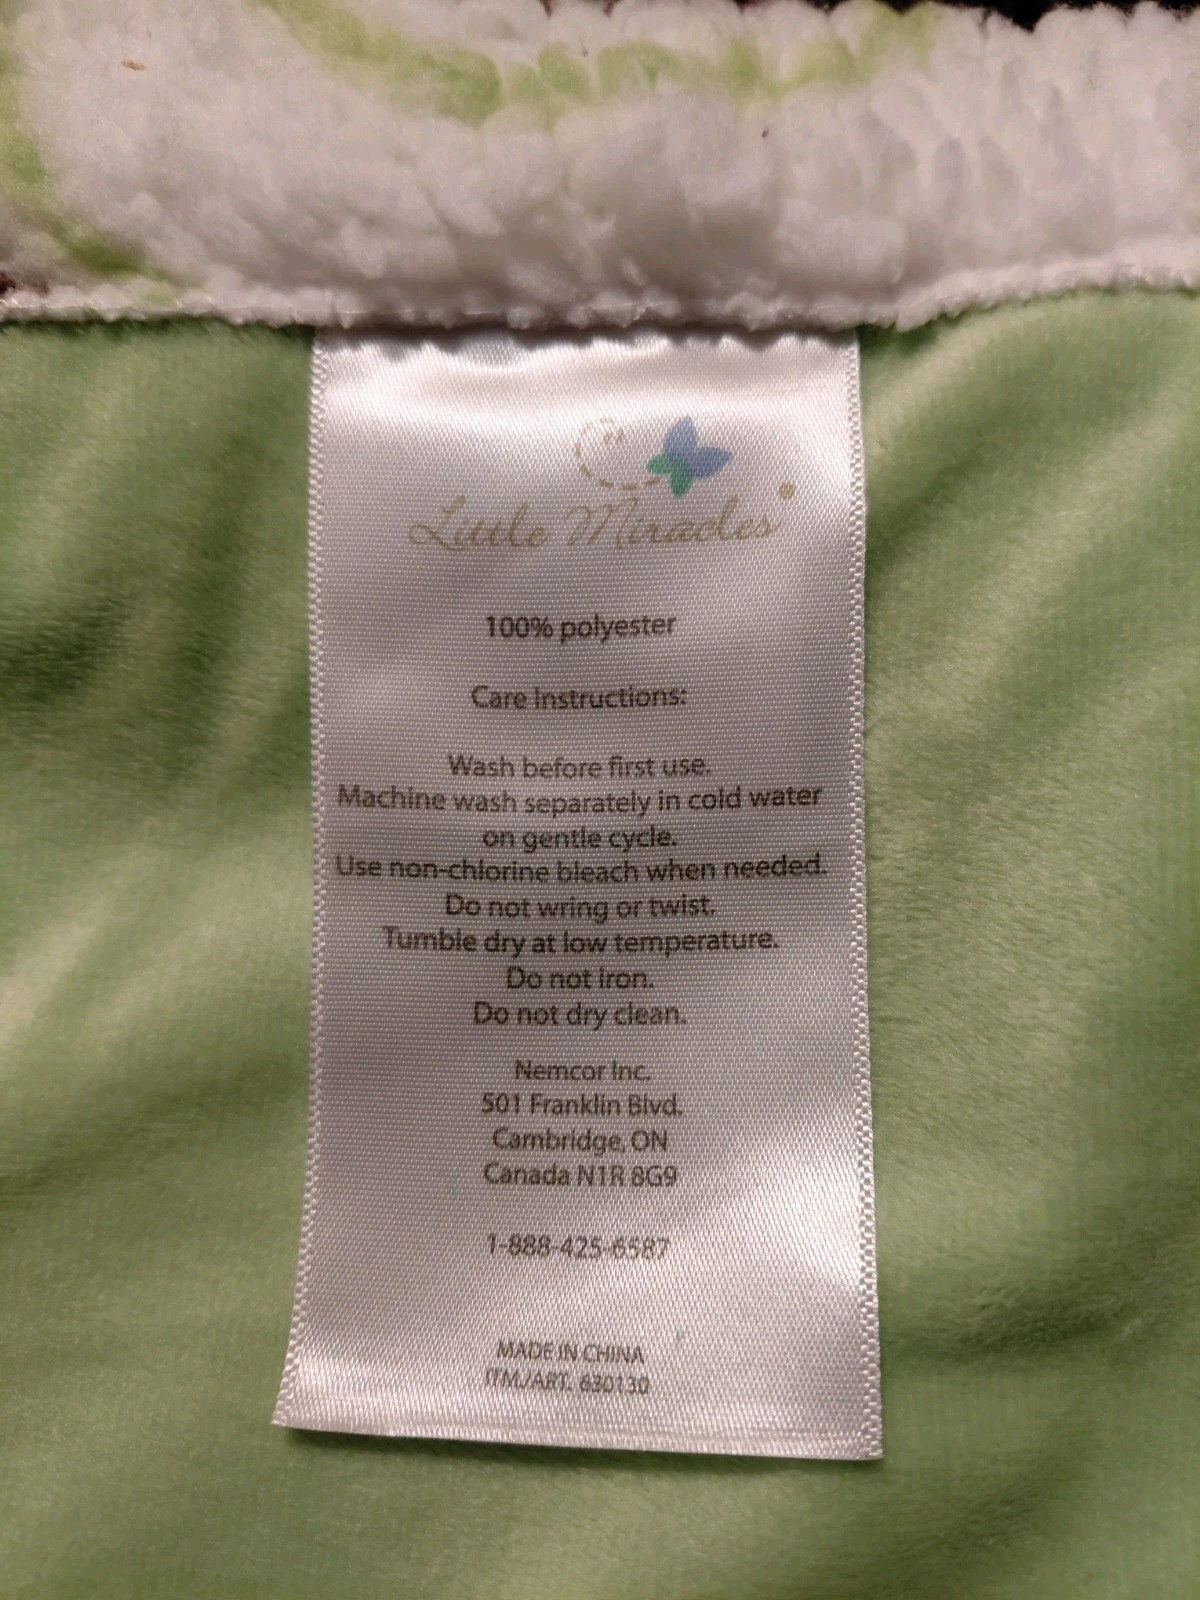 Little Miracles®
100% polyester
Care Instructions:
Wash before first use.
Machine wash separately in cold water
on gentle cycle.
Use non-chlorine bleach when needed.
Do not wring or twist.
Tumble dry at low temperature.
Do not iron.
Do not dry clean.
Nemcor Inc.
501 Franklin Blvd.
Cambridge, ON
Canada N1R 8G9
1-888-425-6587
MADE IN CHINA
ITM./ART. 630130